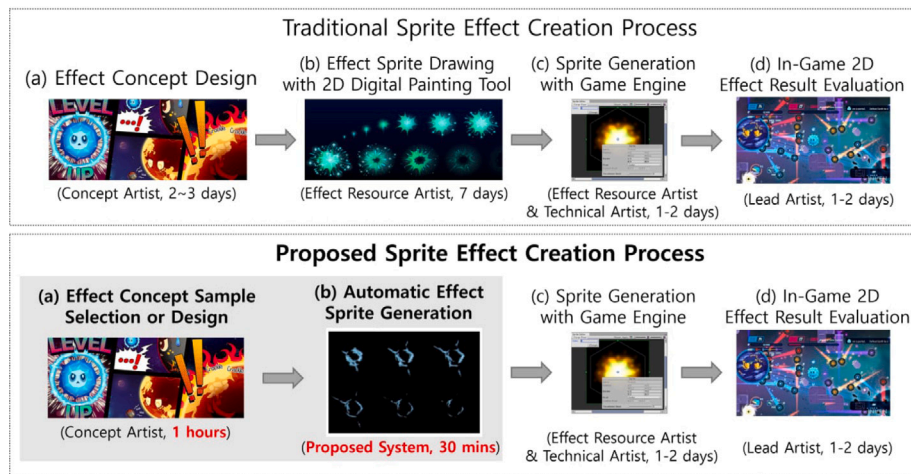 Traditional Sprite Effect Creation Process
(a) Effect Concept Design
LEVEL
UP
(Concept Artist, 2~3 days)
(b) Effect Sprite Drawing
with 2D Digital Painting Tool
(Effect Resource Artist, 7 days)
(c) Sprite Generation
with Game Engine
(Effect Resource Artist
& Technical Artist, 1-2 days)
(d) In-Game 2D
Effect Result Evaluation
(Lead Artist, 1-2 days)
Proposed Sprite Effect Creation Process
(a) Effect Concept Sample
Selection or Design
LEVEL
UP
(Concept Artist, 1 hours)
(b) Automatic Effect
Sprite Generation
(Proposed System, 30 mins)
(c) Sprite Generation
with Game Engine
(Effect Resource Artist
& Technical Artist, 1-2 days)
(d) In-Game 2D
Effect Result Evaluation
(Lead Artist, 1-2 days)